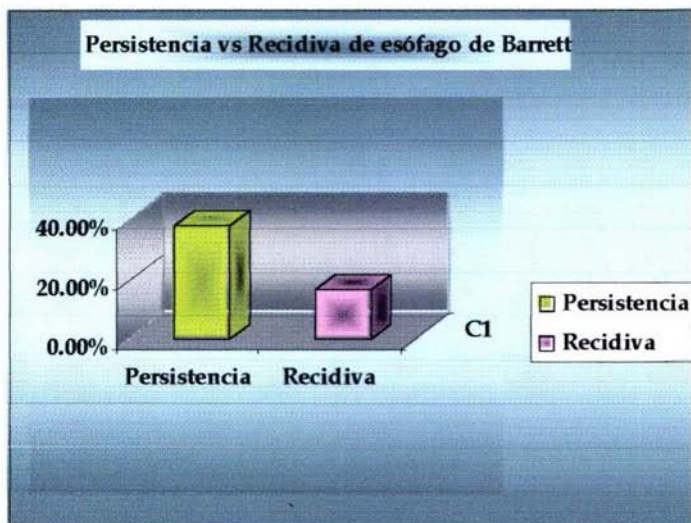 Persistencia vs Recidiva de esófago de Barrett
40.00%
20.00%
0.00%
Persistencia
Recidiva
C1
Persistencia
Recidiva